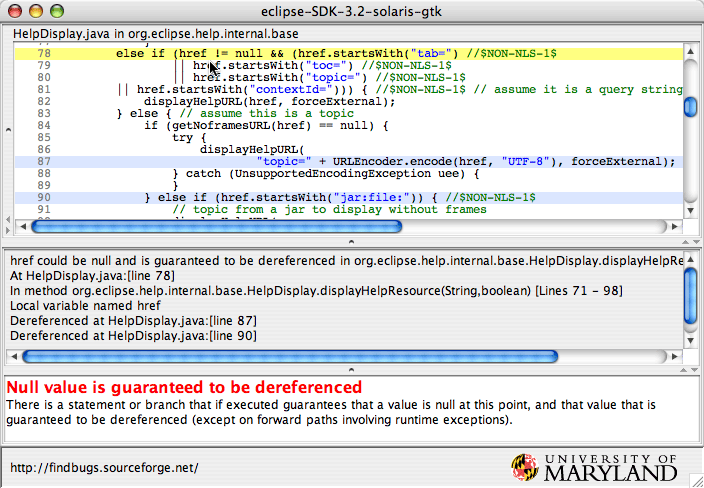 eclipse-SDK-3.2-solaris-gtk
HelpDisplay.java in org.eclipse.help.internal.base
78 else if (href != null && (href.startsWith("tab=") //$NON-NLS-1$
79 || href.startsWith("toc=") //$NON-NLS-1$
80 || href.startsWith("topic=") //$NON-NLS-1$
81 || href.startsWith("contextId="))) { //$NON-NLS-1$ // assume it is a query string
82 displayHelpURL(href, forceExternal);
83 } else { // assume this is a topic
84 if (getNoframesURL(href) == null) {
85 try {
86 displayHelpURL(
87 "topic=" + URLEncoder.encode(href, "UTF-8"), forceExternal);
88 } catch (UnsupportedEncodingException uee) {
89 }
90 } else if (href.startsWith("jar:file:")) { //$NON-NLS-1$
91 // topic from a jar to display without frames
href could be null and is guaranteed to be dereferenced in org.eclipse.help.internal.base.HelpDisplay.displayHelpRe
At HelpDisplay.java:[line 78]
In method org.eclipse.help.internal.base.HelpDisplay.displayHelpResource(String,boolean) [Lines 71 - 98]
Local variable named href
Dereferenced at HelpDisplay.java:[line 87]
Dereferenced at HelpDisplay.java:[line 90]
Null value is guaranteed to be dereferenced
There is a statement or branch that if executed guarantees that a value is null at this point, and that value that is
guaranteed to be dereferenced (except on forward paths involving runtime exceptions).
http://findbugs.sourceforge.net/
UNIVERSITY OF
MARYLAND